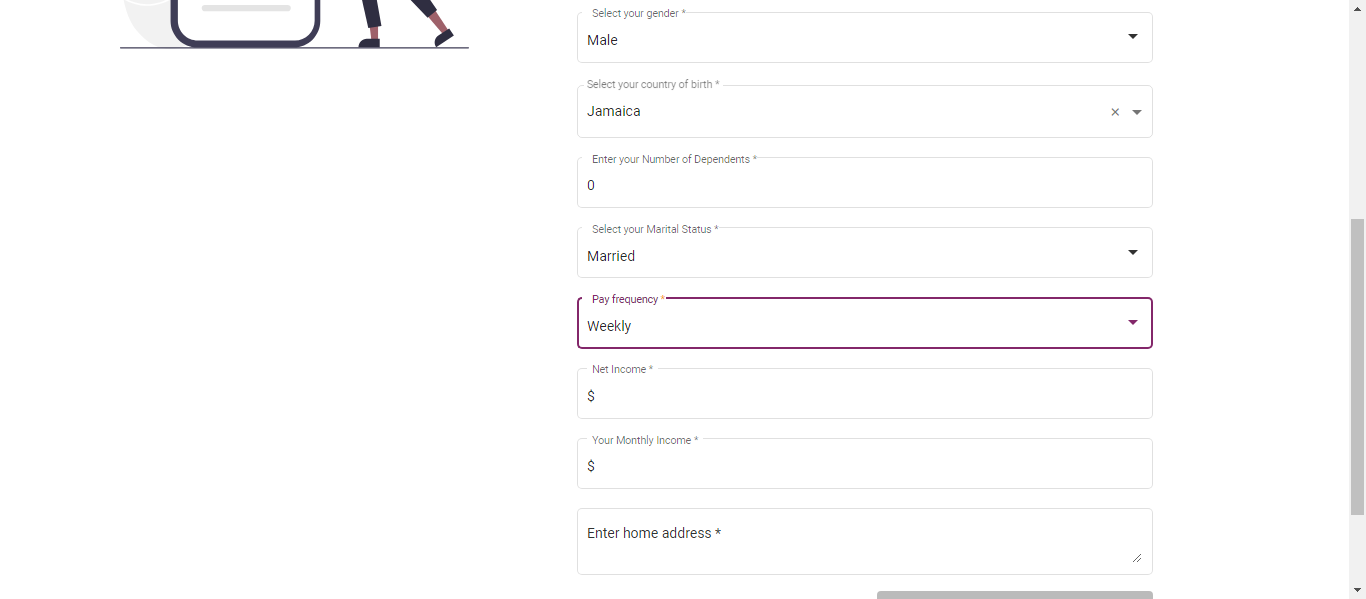 Select your gender *
Male
Select your country of birth *
Jamaica
Enter your Number of Dependents *
0
Select your Marital Status *
Married
Pay frequency *
Weekly
Net Income *
$
Your Monthly Income *
$
Enter home address *